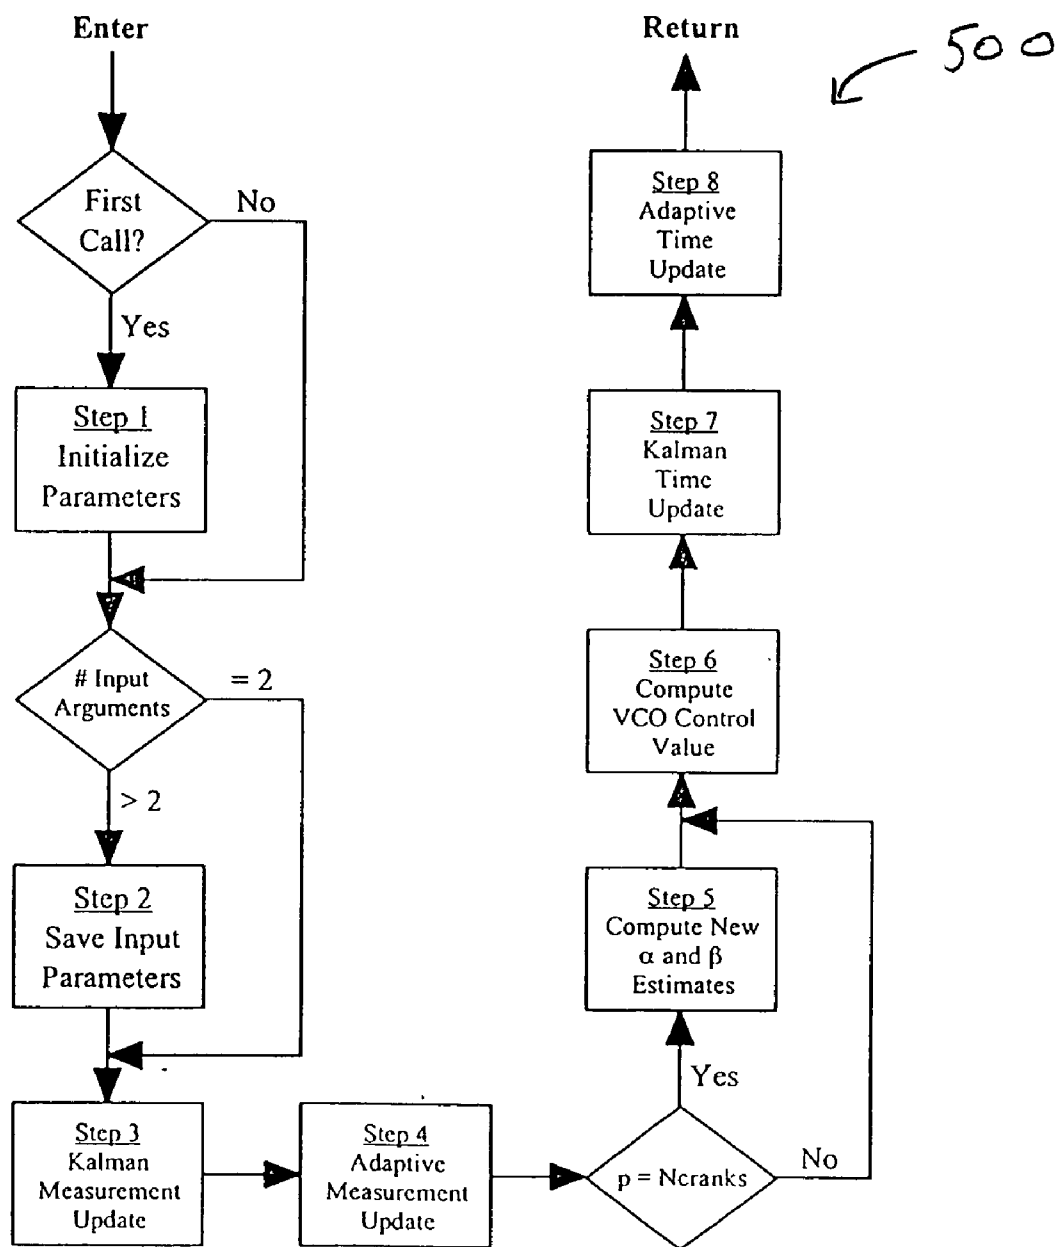 Enter
First
Call?
No
Yes
Step 1
Initialize
Parameters
# Input
Arguments
= 2
> 2
Step 2
Save Input
Parameters
Step 3
Kalman
Measurement
Update
Step 4
Adaptive
Measurement
Update
p = Ncranks
No
Yes
Step 5
Compute New
α and β
Estimates
Step 6
Compute
VCO Control
Value
Step 7
Kalman
Time
Update
Step 8
Adaptive
Time
Update
Return
500